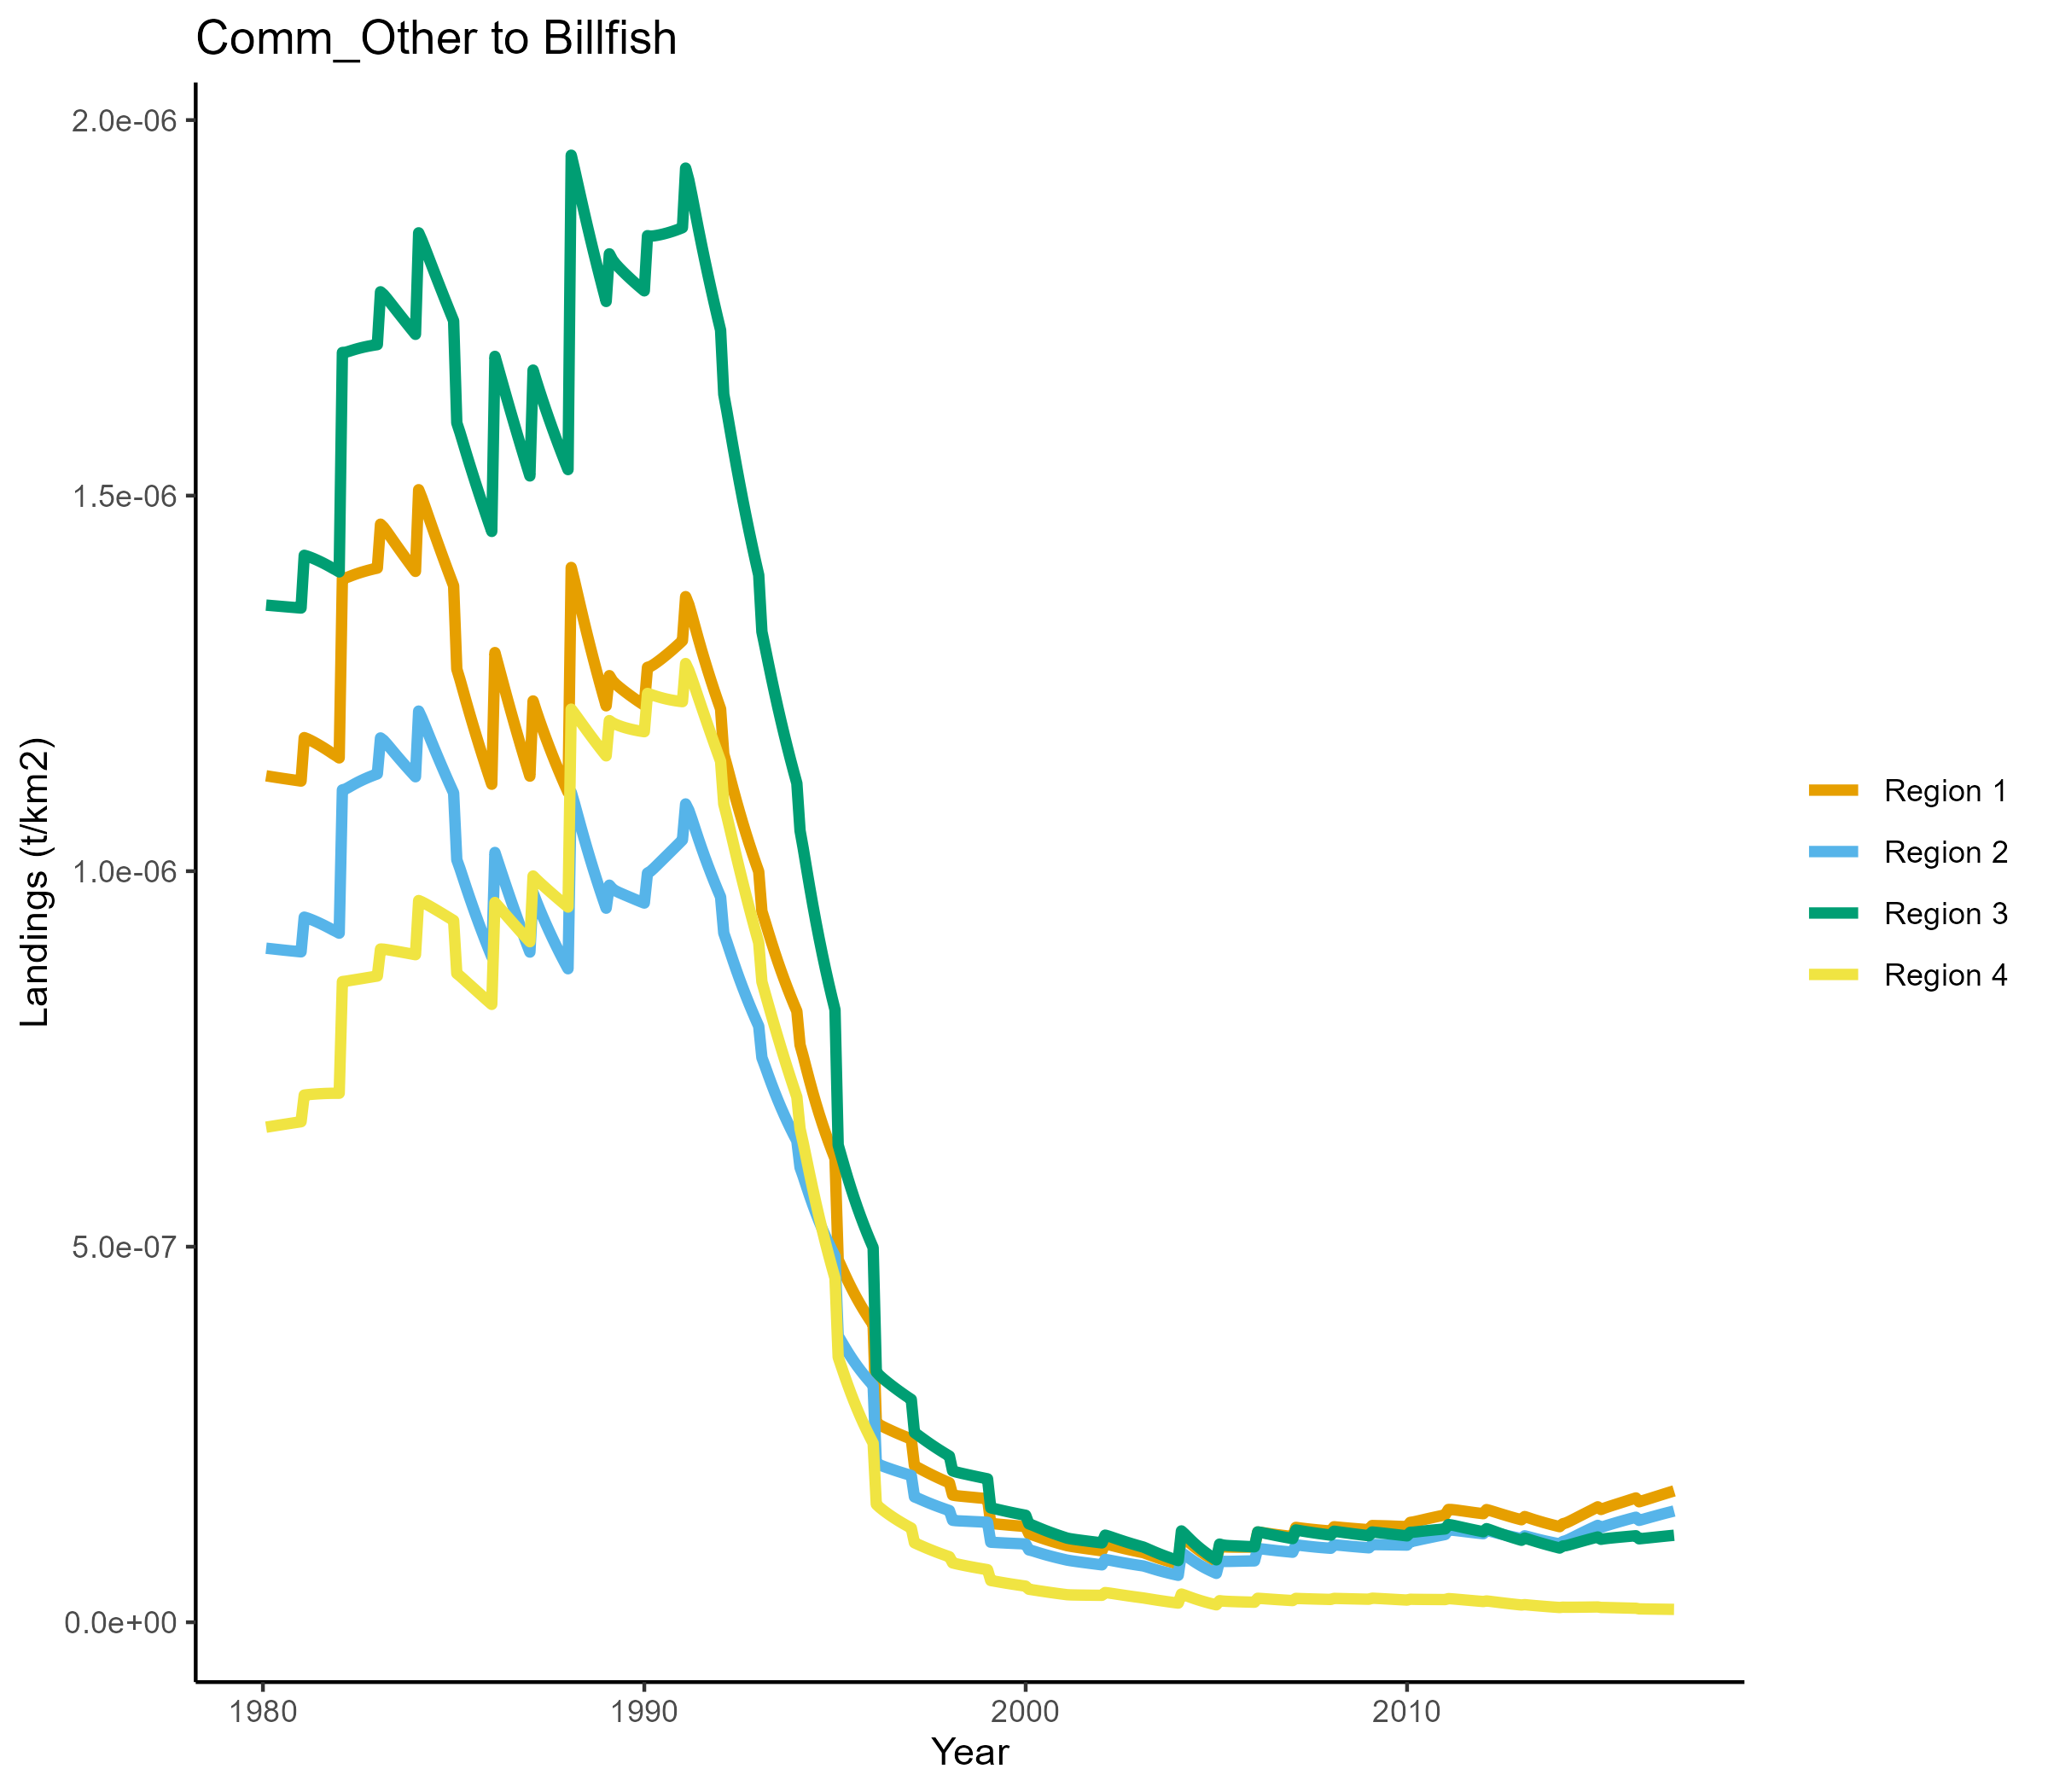 Comm_Other to Billfish
2.0e-06
1.5e-06
1.0e-06
5.0e-07
0.0e+00
Landings (t/km2)
1980
1990
2000
2010
Year
Region 1
Region 2
Region 3
Region 4